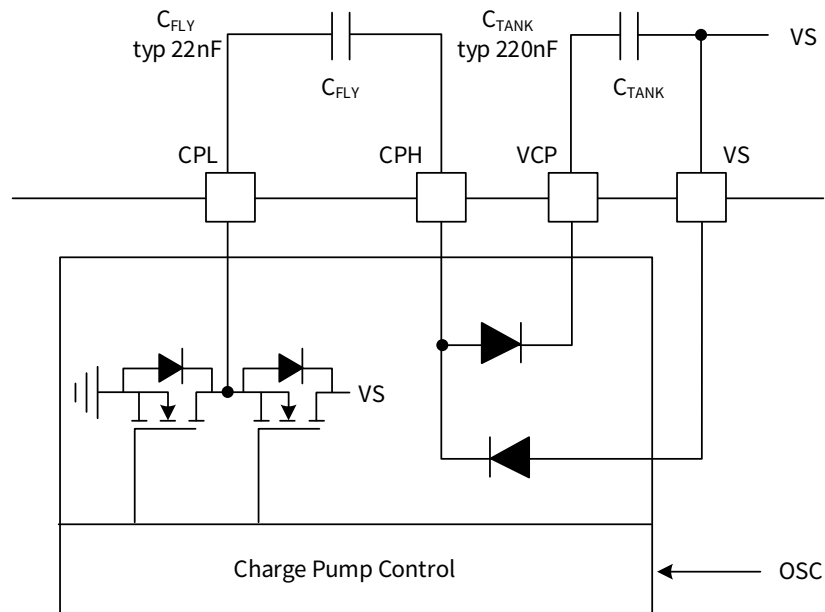 CFLY
typ 22nF
CFLY
CTANK
typ 220nF
CTANK
VS
CPL
CPH
VCP
VS
VS
Charge Pump Control
OSC